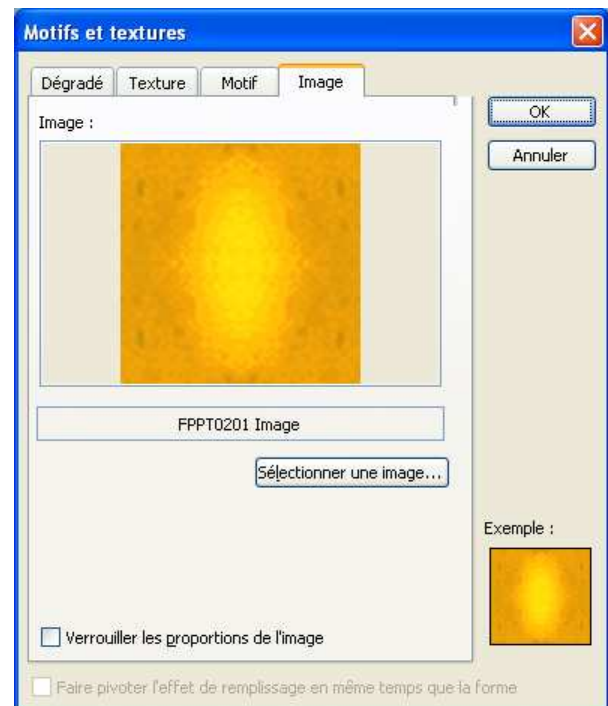 Motifs et textures
Dégradé Texture Motif Image
Image :
OK
Annuler
FPPT0201 Image
Sélectionner une image...
Exemple :
Verrouiller les proportions de l'image
Faire pivoter l'effet de remplissage en même temps que la forme